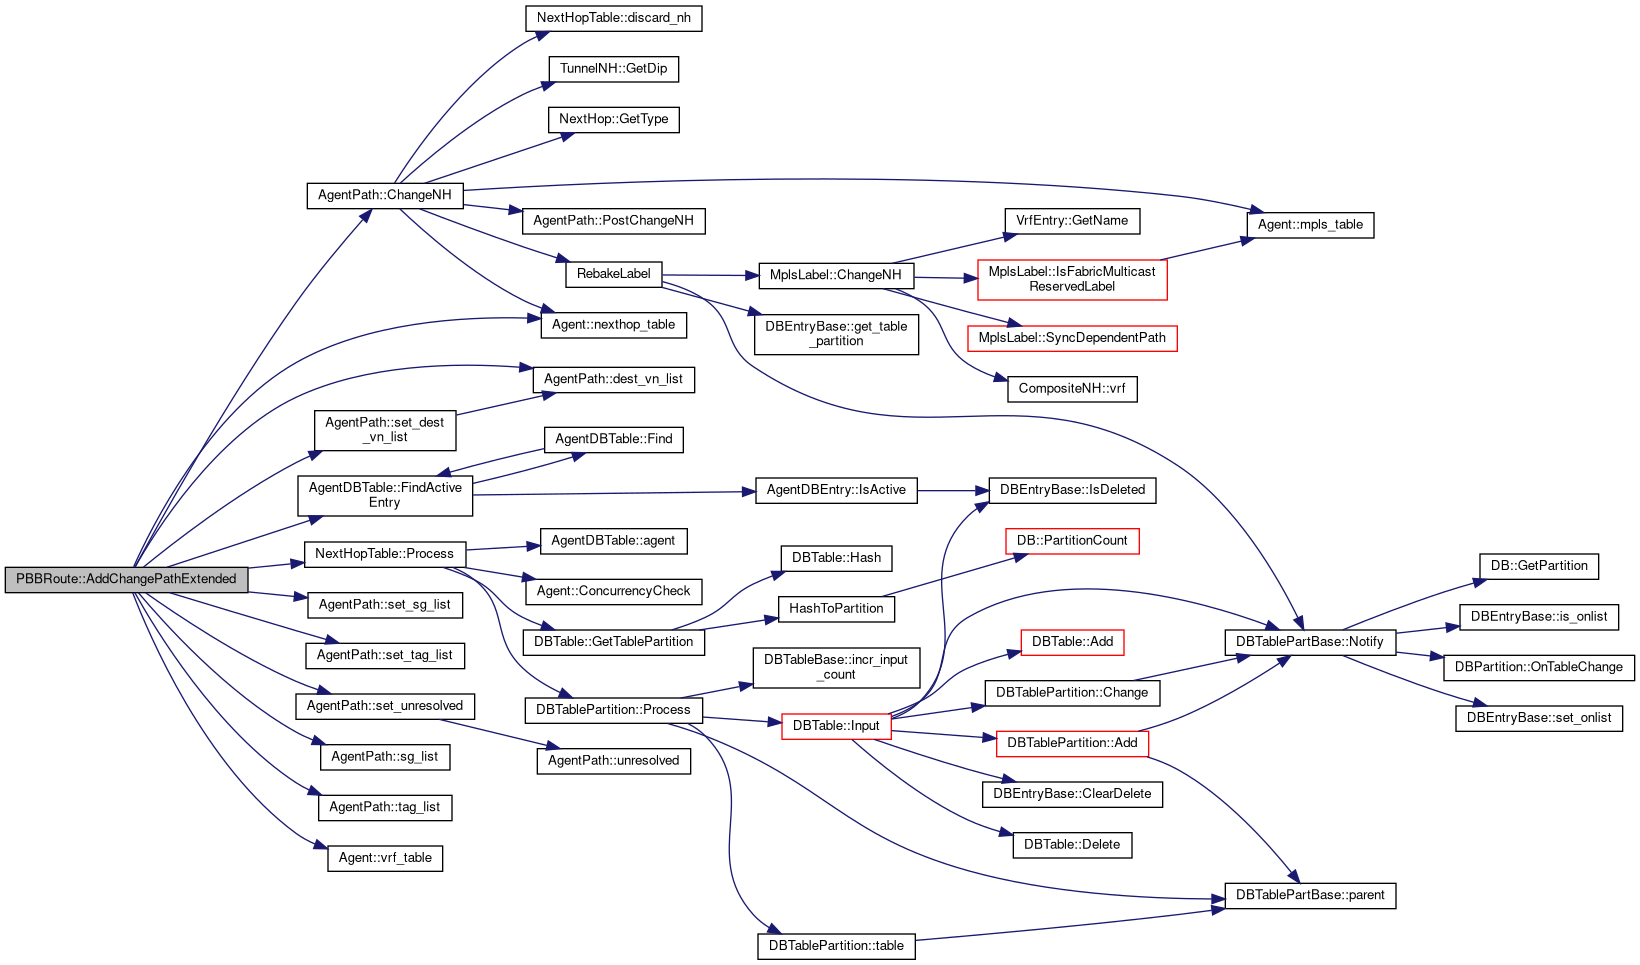 NextHopTable::discard_nh
TunnelNH::GetDip
NextHop::GetType
AgentPath::ChangeNH
AgentPath::PostChangeNH
VrfEntry::GetName
Agent::mpls_table
RebakeLabel
MplsLabel::ChangeNH
MplsLabel::IsFabricMulticast
ReservedLabel
Agent::nexthop_table
DBEntryBase::get_table
_partition
MplsLabel::SyncDependentPath
AgentPath::dest_vn_list
CompositeNH::vrf
AgentPath::set_dest
_vn_list
AgentDBTable::Find
AgentDBTable::FindActive
Entry
AgentDBEntry::IsActive
DBEntryBase::IsDeleted
PBBRoute::AddChangePathExtended
NextHopTable::Process
AgentDBTable::agent
DBTable::Hash
DB::PartitionCount
DB::GetPartition
Agent::ConcurrencyCheck
AgentPath::set_sg_list
HashToPartition
DBEntryBase::is_onlist
AgentPath::set_tag_list
DBTable::GetTablePartition
DBTable::Add
DBTablePartBase::Notify
DBTableBase::incr_input
_count
DBPartition::OnTableChange
AgentPath::set_unresolved
DBTablePartition::Process
DBTablePartition::Change
DBTable::Input
DBEntryBase::set_onlist
AgentPath::sg_list
AgentPath::unresolved
DBTablePartition::Add
AgentPath::tag_list
DBEntryBase::ClearDelete
Agent::vrf_table
DBTable::Delete
DBTablePartBase::parent
DBTablePartition::table